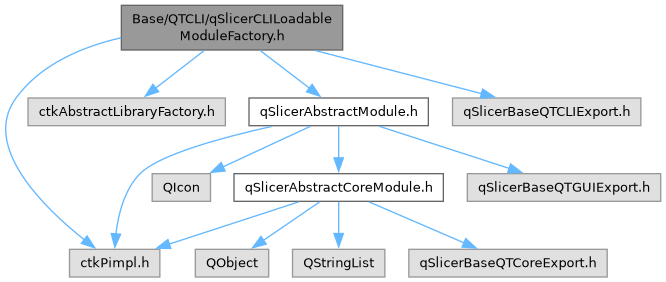 Base/QTCLI/qSlicerCLILoadable
ModuleFactory.h
ctkAbstractLibraryFactory.h
qSlicerAbstractModule.h
qSlicerBaseQTCLIExport.h
QIcon
qSlicerAbstractCoreModule.h
qSlicerBaseQTGUIExport.h
ctkPimpl.h
QObject
QStringList
qSlicerBaseQTCoreExport.h